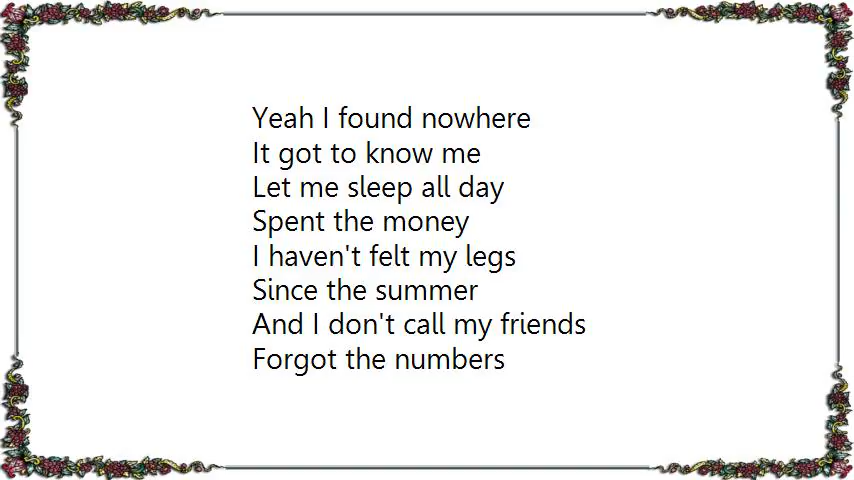 Yeah I found nowhere
It got to know me
Let me sleep all day
Spent the money
I haven't felt my legs
Since the summer
And I don't call my friends
Forgot the numbers